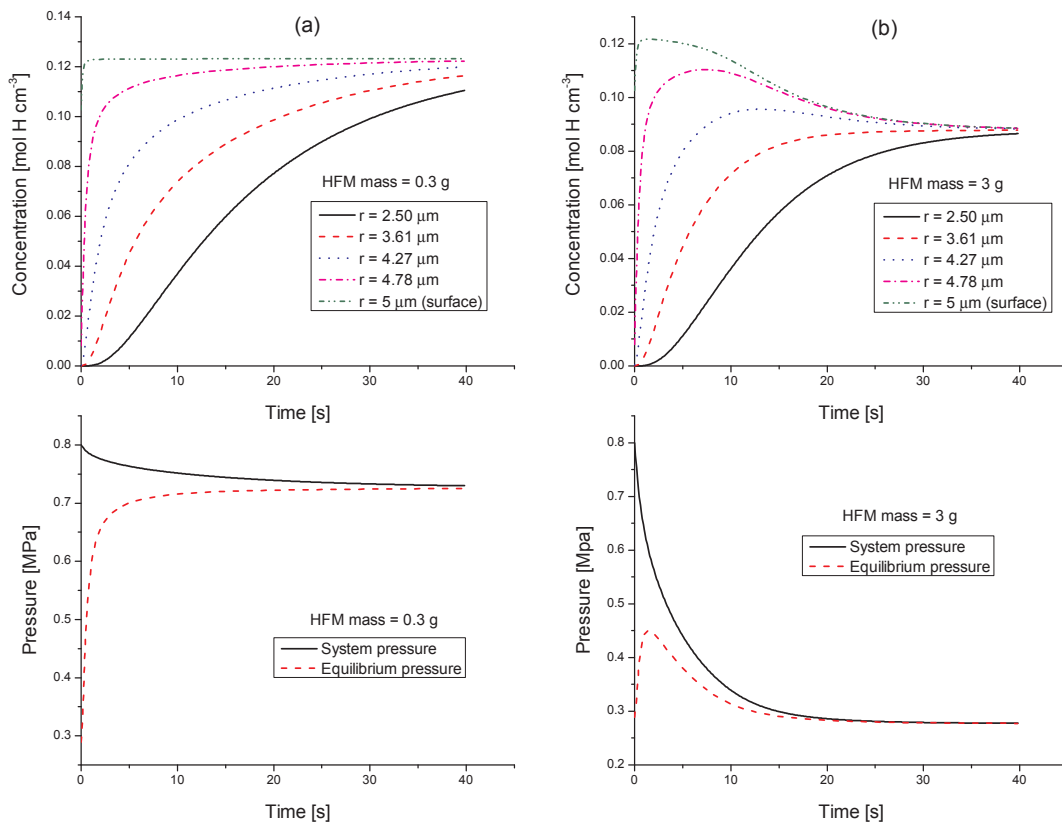 (a)
0.14
0.12
0.10
0.08
0.06
0.04
0.02
0.00
Concentration [mol H cm-3]
HFM mass = 0.3 g
r = 2.50 μm
r = 3.61 μm
r = 4.27 μm
r = 4.78 μm
r = 5 μm (surface)
0 10 20 30 40
Time [s]
(b)
0.12
0.10
0.08
0.06
0.04
0.02
0.00
Concentration [mol H cm-3]
HFM mass = 3 g
r = 2.50 μm
r = 3.61 μm
r = 4.27 μm
r = 4.78 μm
r = 5 μm (surface)
0 10 20 30 40
Time [s]
0.8
0.7
0.6
0.5
0.4
0.3
Pressure [MPa]
HFM mass = 0.3 g
System pressure
Equilibrium pressure
0 10 20 30 40
Time [s]
0.8
0.7
0.6
0.5
0.4
0.3
0.2
Pressure [Mpa]
HFM mass = 3 g
System pressure
Equilibrium pressure
0 10 20 30 40
Time [s]